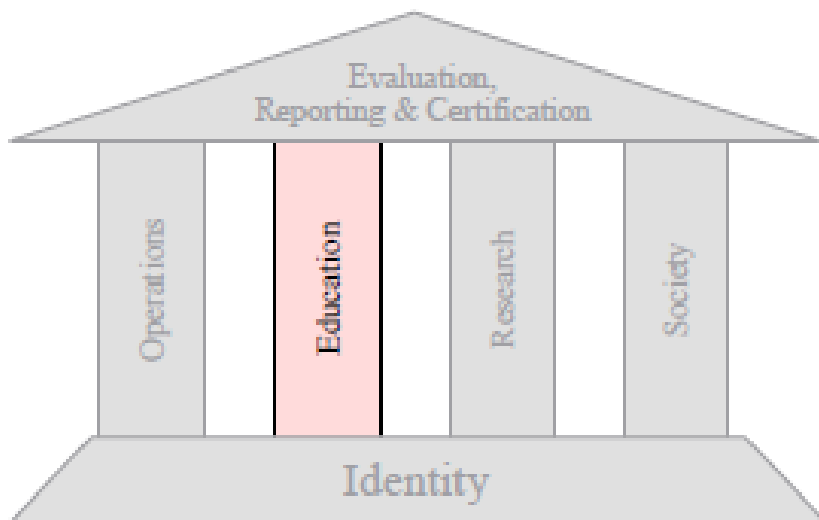 Evaluation,
Reporting & Certification
Operations
Education
Research
Society
Identity